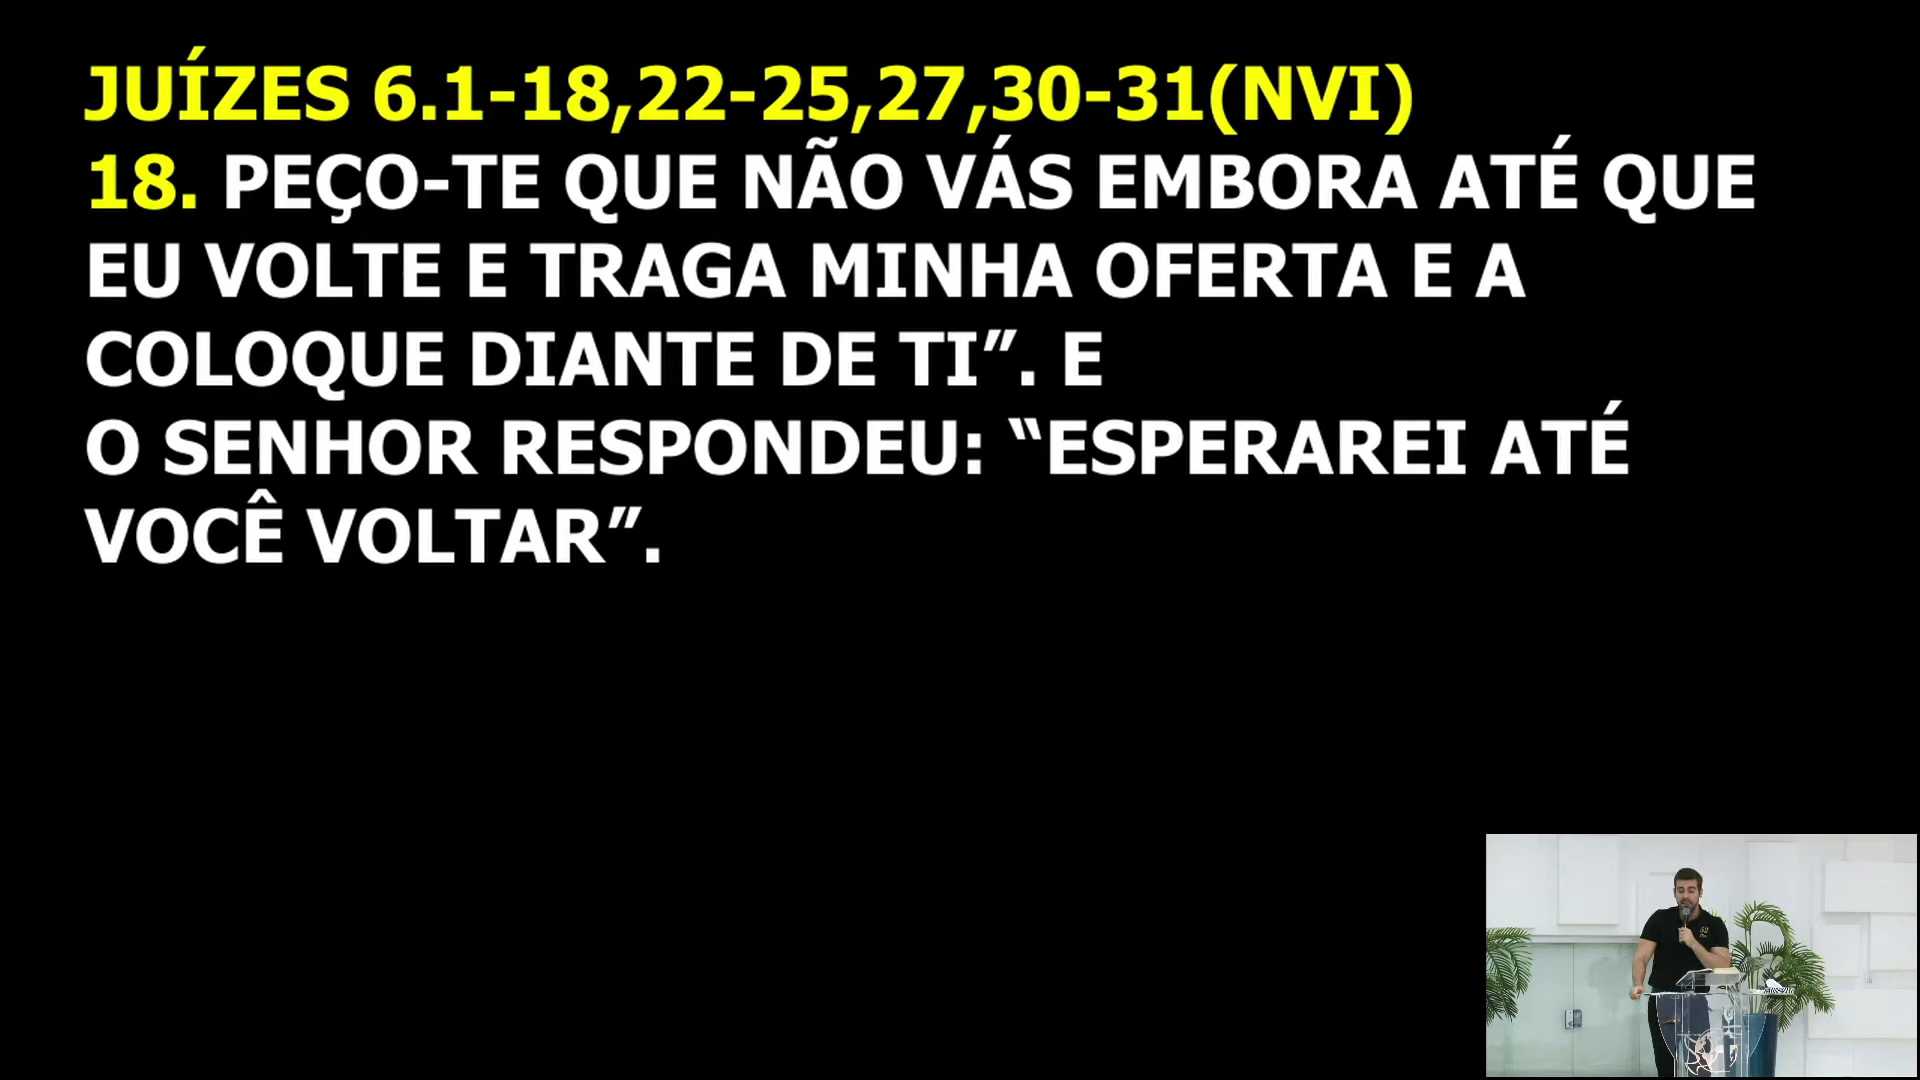 JUÍZES 6.1-18,22-25,27,30-31(NVI)
18. PEÇO-TE QUE NÃO VÁS EMBORA ATÉ QUE
EU VOLTE E TRAGA MINHA OFERTA E A
COLOQUE DIANTE DE TI”. E
O SENHOR RESPONDEU: “ESPERAREI ATÉ
VOCÊ VOLTAR”.